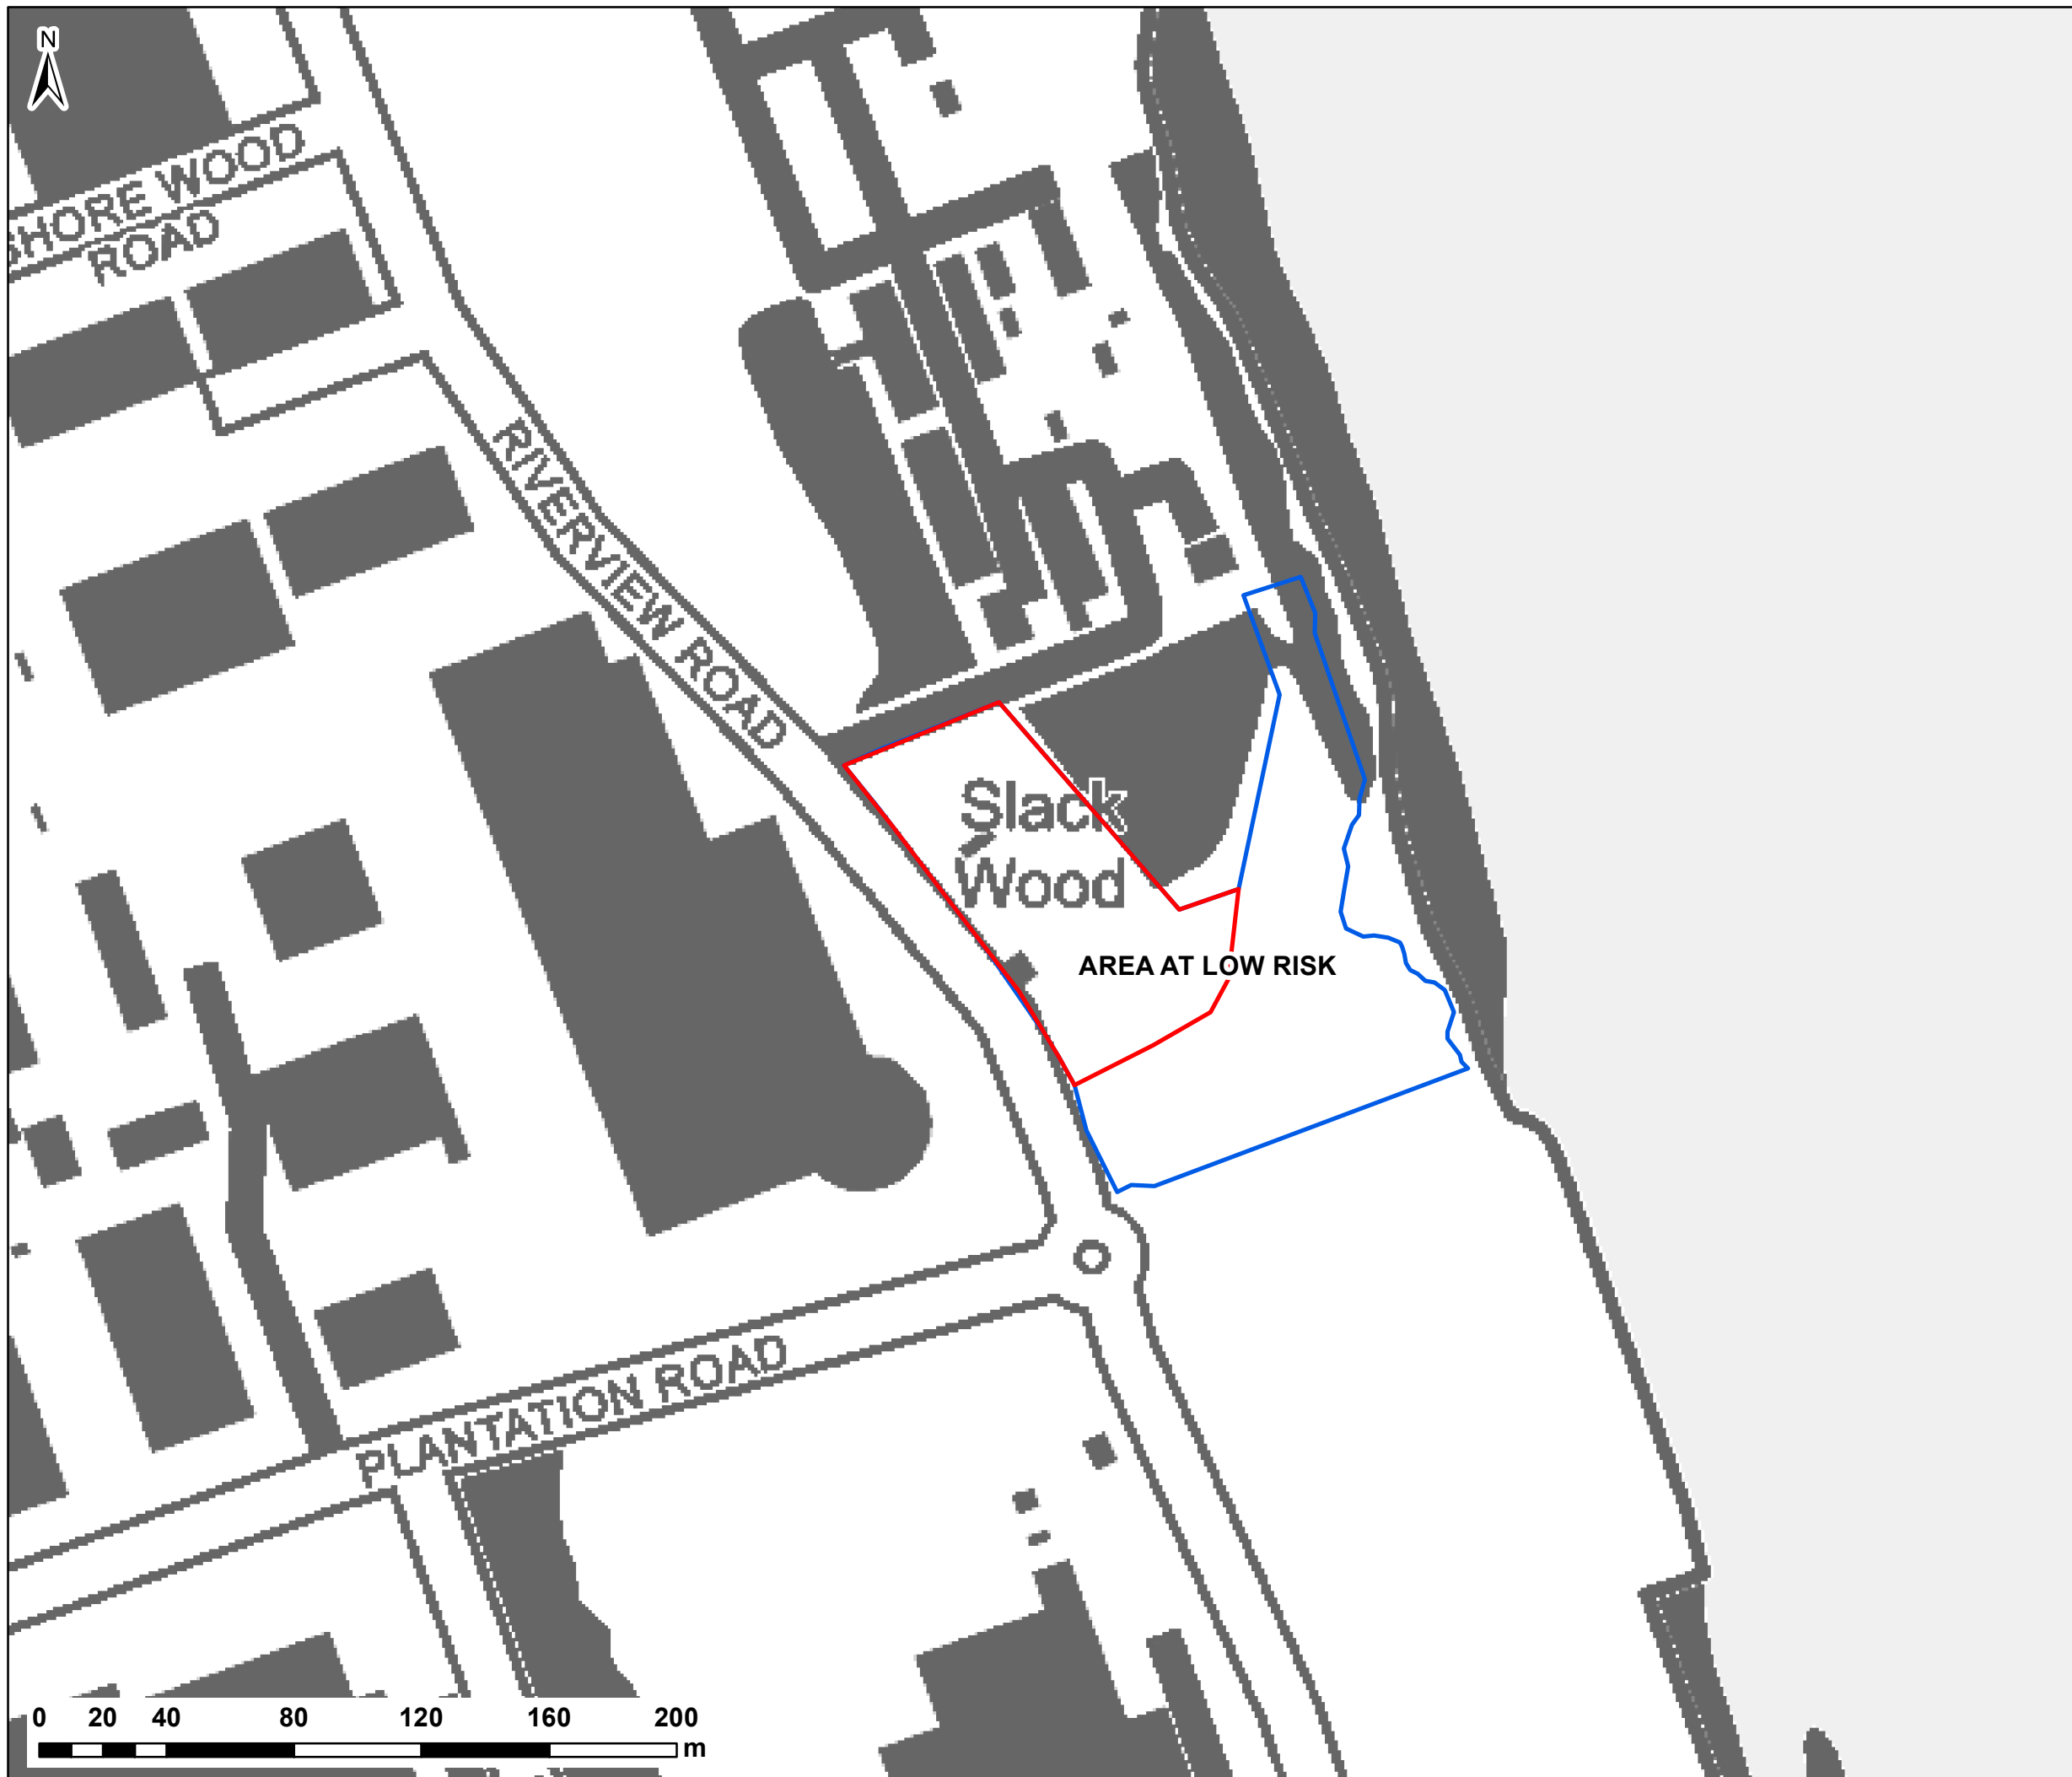 N
SHORE WOOD
ROAD
RIVERVIEW ROAD
Slack
Wood
AREA AT LOW RISK
PLANTATION ROAD
0 20 40 80 120 160 200
m